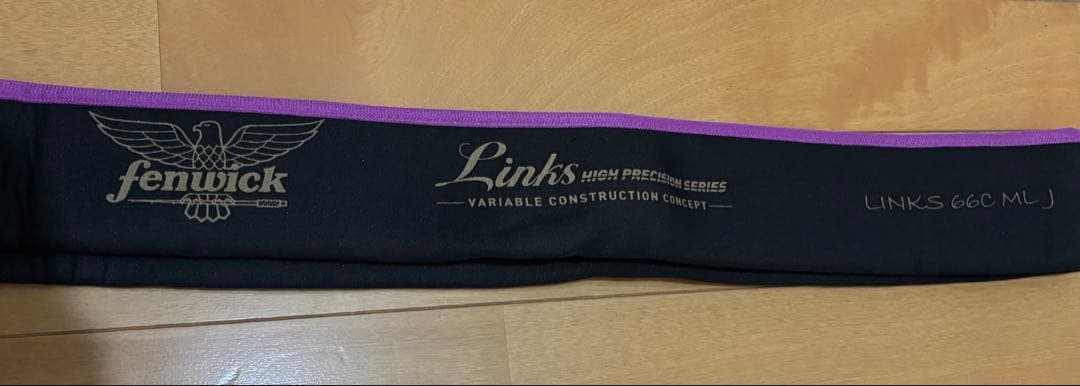 fenwick
Links HIGH PRECISION SERIES
VARIABLE CONSTRUCTION CONCEPT
LINKS 66C ML J